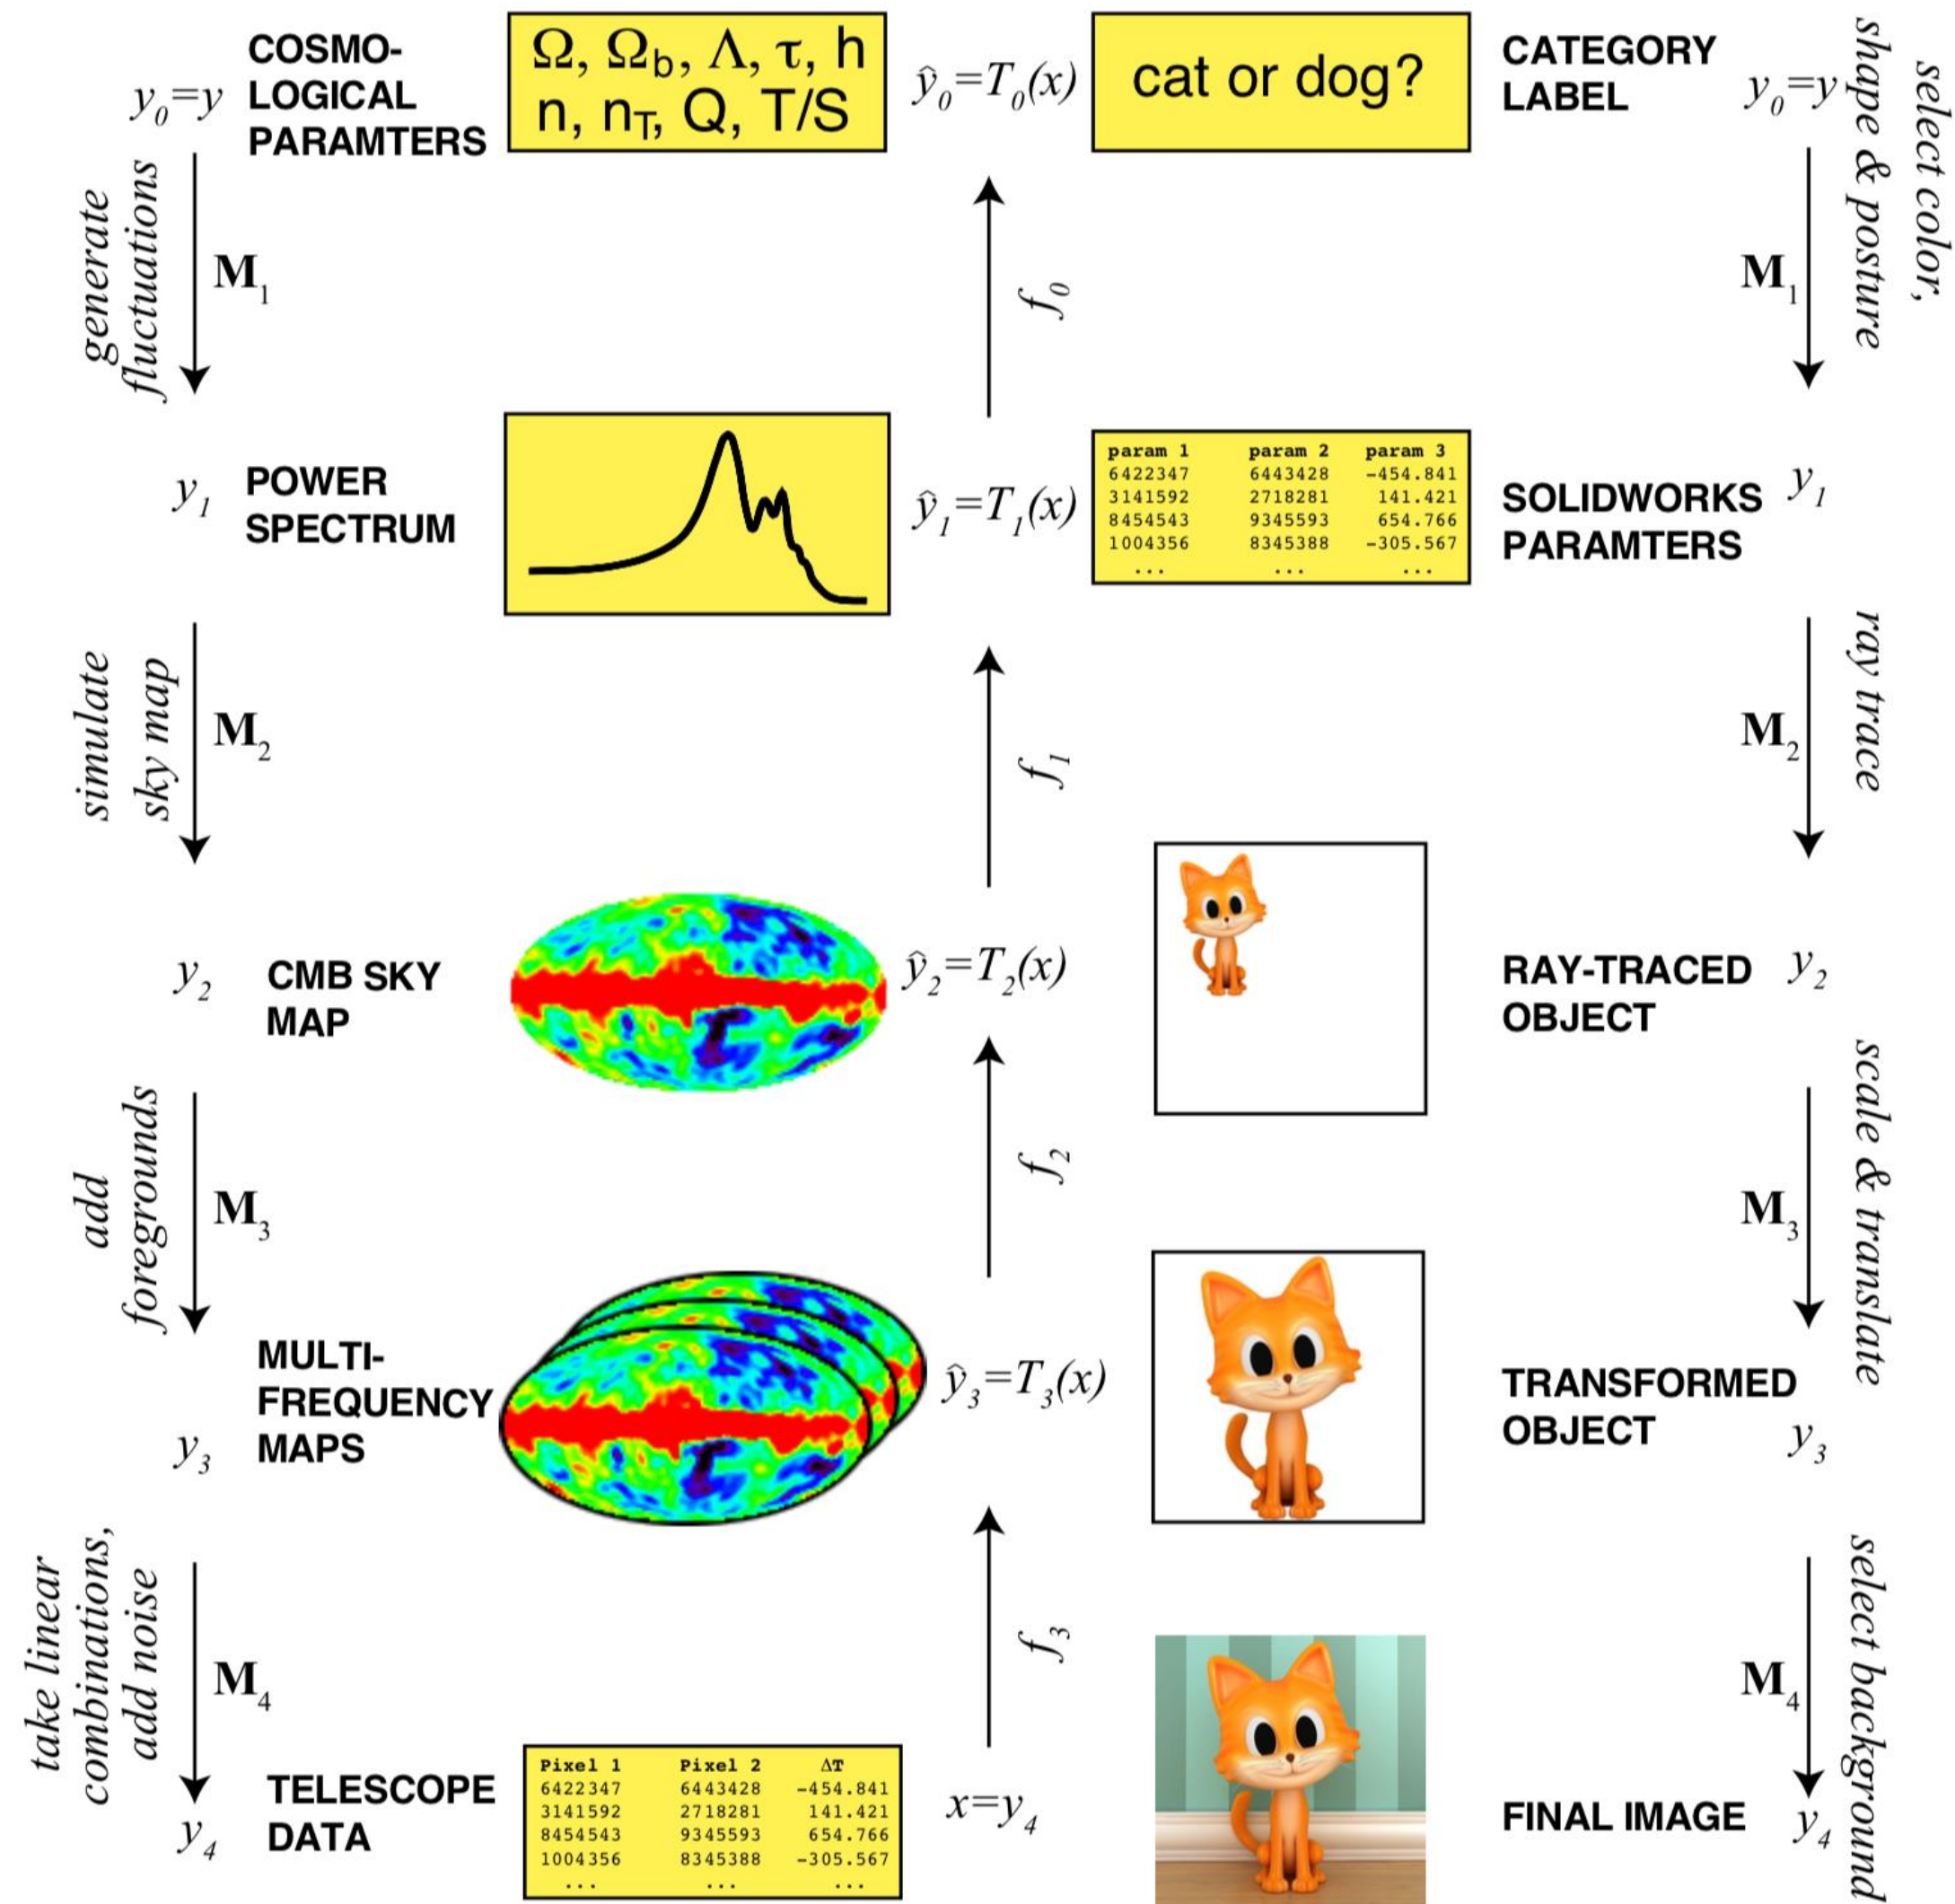 COSMO-
LOGICAL
PARAMTERS
y₀=y
Ω, Ω_b, Λ, τ, h
n, n_T, Q, T/S
ŷ₀=T₀(x)
cat or dog?
CATEGORY
LABEL
y₀=y
generate
fluctuations
M₁
f₀
M₁
select color,
shape & posture
y₁
POWER
SPECTRUM
ŷ₁=T₁(x)
param 1 param 2 param 3
6422347 6443428 -454.841
3141592 2718281 141.421
8454543 9345593 654.766
1004356 8345388 -305.567
... ... ...
SOLIDWORKS
PARAMTERS
y₁
simulate
sky map
M₂
f₁
M₂
ray trace
y₂
CMB SKY
MAP
ŷ₂=T₂(x)
RAY-TRACED
OBJECT
y₂
add
foregrounds
M₃
f₂
M₃
scale & translate
MULTI-
FREQUENCY
MAPS
y₃
ŷ₃=T₃(x)
TRANSFORMED
OBJECT
y₃
take linear
combinations,
add noise
M₄
f₃
M₄
select background
y₄
TELESCOPE
DATA
Pixel 1 Pixel 2 ΔT
6422347 6443428 -454.841
3141592 2718281 141.421
8454543 9345593 654.766
1004356 8345388 -305.567
... ... ...
x=y₄
FINAL IMAGE
y₄